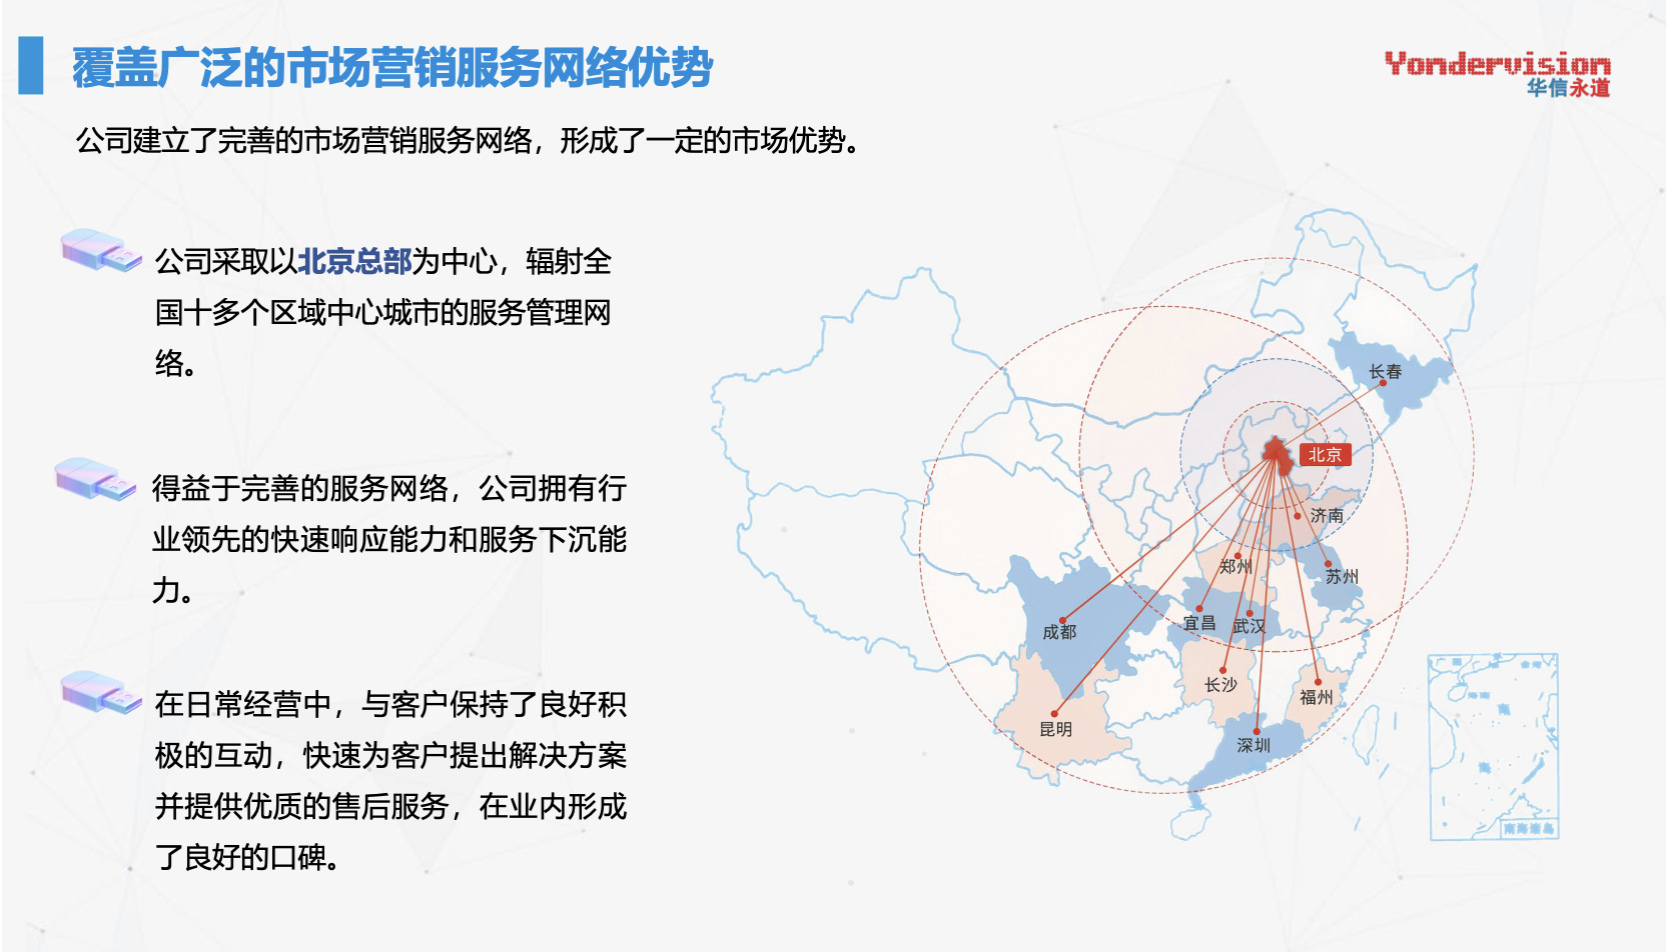 覆盖广泛的市场营销服务网络优势
Yondervision
华信永道
公司建立了完善的市场营销服务网络，形成了一定的市场优势。
公司采取以北京总部为中心，辐射全
国十多个区域中心城市的服务管理网
络。
得益于完善的服务网络，公司拥有行
业领先的快速响应能力和服务下沉能
力。
在日常经营中，与客户保持了良好积
极的互动，快速为客户提出解决方案
并提供优质的售后服务，在业内形成
了良好的口碑。
长春
北京
济南
郑州
苏州
宜昌
武汉
成都
长沙
福州
昆明
深圳
南
海
南海诸岛